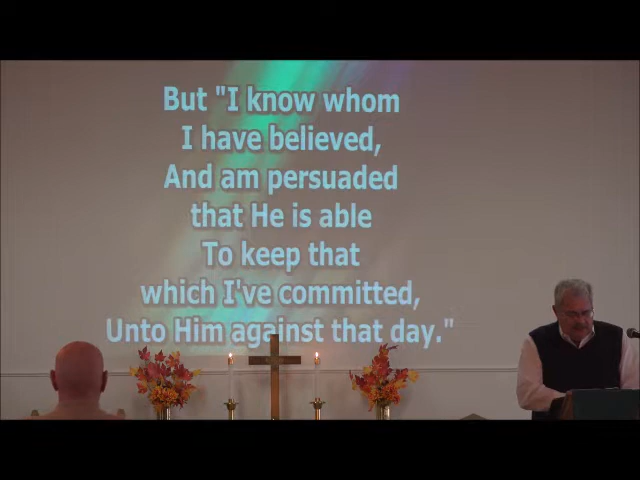 But "I know whom
I have believed,
And am persuaded
that He is able
To keep that
which I've committed,
Unto Him against that day."